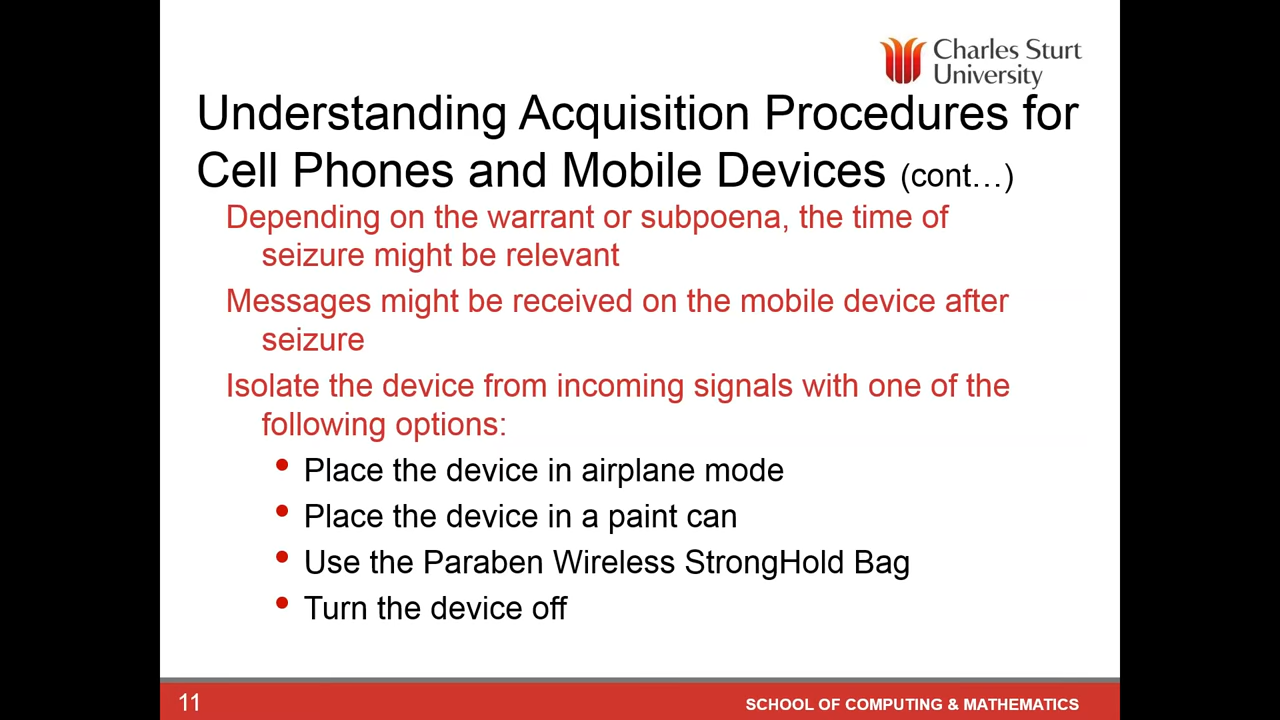 Charles Sturt
University
Understanding Acquisition Procedures for
Cell Phones and Mobile Devices (cont…)
Depending on the warrant or subpoena, the time of
seizure might be relevant
Messages might be received on the mobile device after
seizure
Isolate the device from incoming signals with one of the
following options:
• Place the device in airplane mode
• Place the device in a paint can
• Use the Paraben Wireless StrongHold Bag
• Turn the device off
11
SCHOOL OF COMPUTING & MATHEMATICS